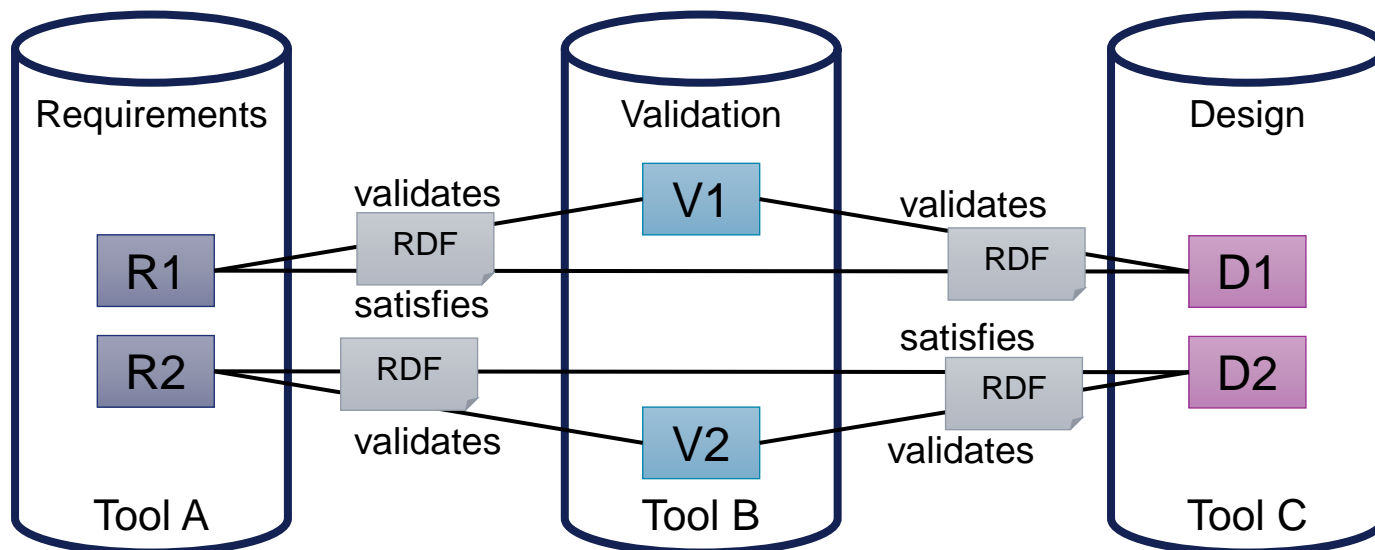 Requirements
Validation
Design
validates
V1
validates
RDF
RDF
R1
D1
satisfies
satisfies
R2
RDF
RDF
D2
validates
V2
validates
Tool A
Tool B
Tool C